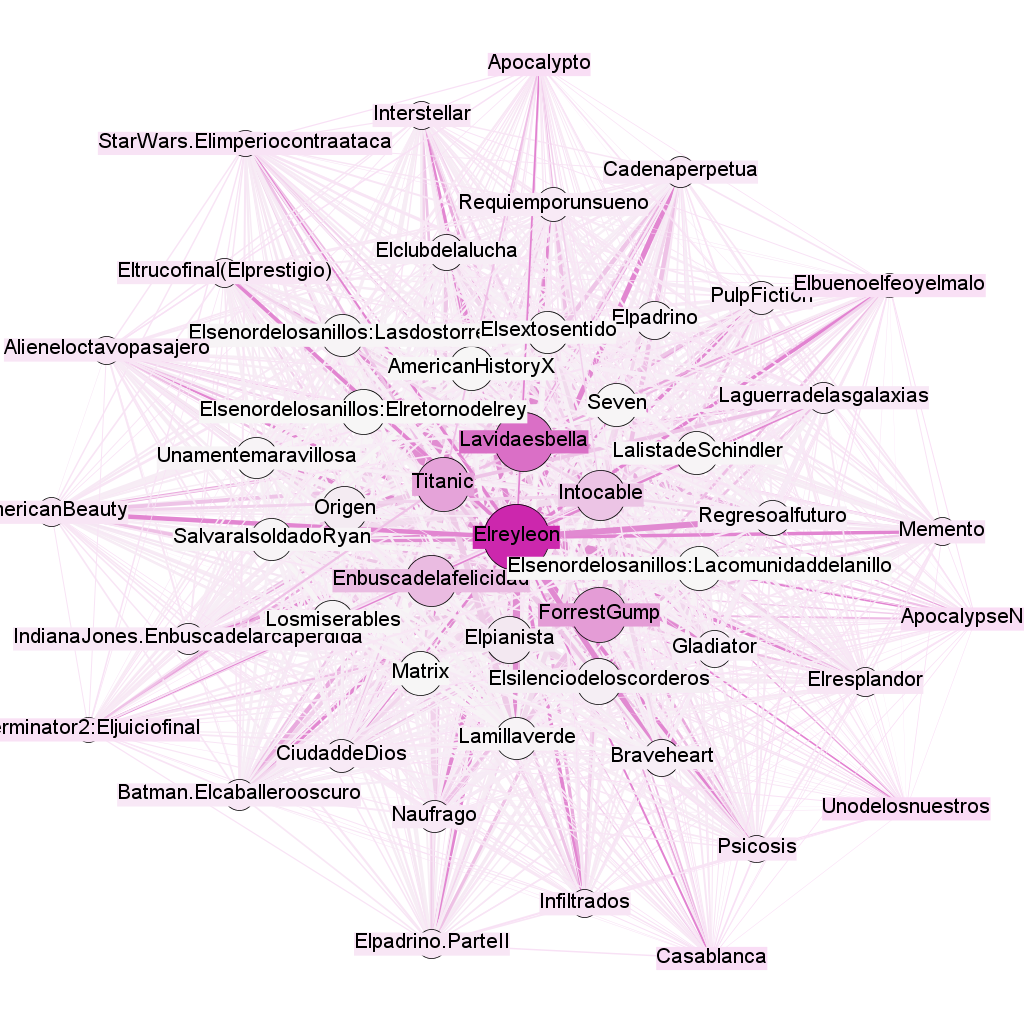 Apocalypto
Interstellar
StarWars.Elimperiocontraataca
Cadenaperpetua
Requiemporunsueno
Elclubdelalucha
Eltrucofinal(Elprestigio)
Elbuenoelfeoyelmalo
PulpFiction
Elpadrino
Elsextosentido
Elsenordelosanillos:Lasdostorre
Alieneloctavopasajero
AmericanHistoryX
Laguerradelasgalaxias
Seven
Elsenordelosanillos:Elretornodelrey
Lavidaesbella
LalistadeSchindler
Unamentemaravillosa
Titanic
Intocable
Origen
mericanBeauty
Regresoalfuturo
Memento
SalvaralsoldadoRyan
Elreyleon
Elsenordelosanillos:Lacomunidaddelanillo
Enbuscadelafelicidad
ForrestGump
ApocalypseN
Losmiserables
IndianaJones.Enbuscadelarcaperdida
Elpianista
Gladiator
Matrix
Elsilenciodeloscorderos
Elresplandor
erminator2:Eljuiciofinal
Lamillaverde
CiudaddeDios
Braveheart
Batman.Elcaballerooscuro
Unodelosnuestros
Naufrago
Psicosis
Infiltrados
Elpadrino.ParteII
Casablanca